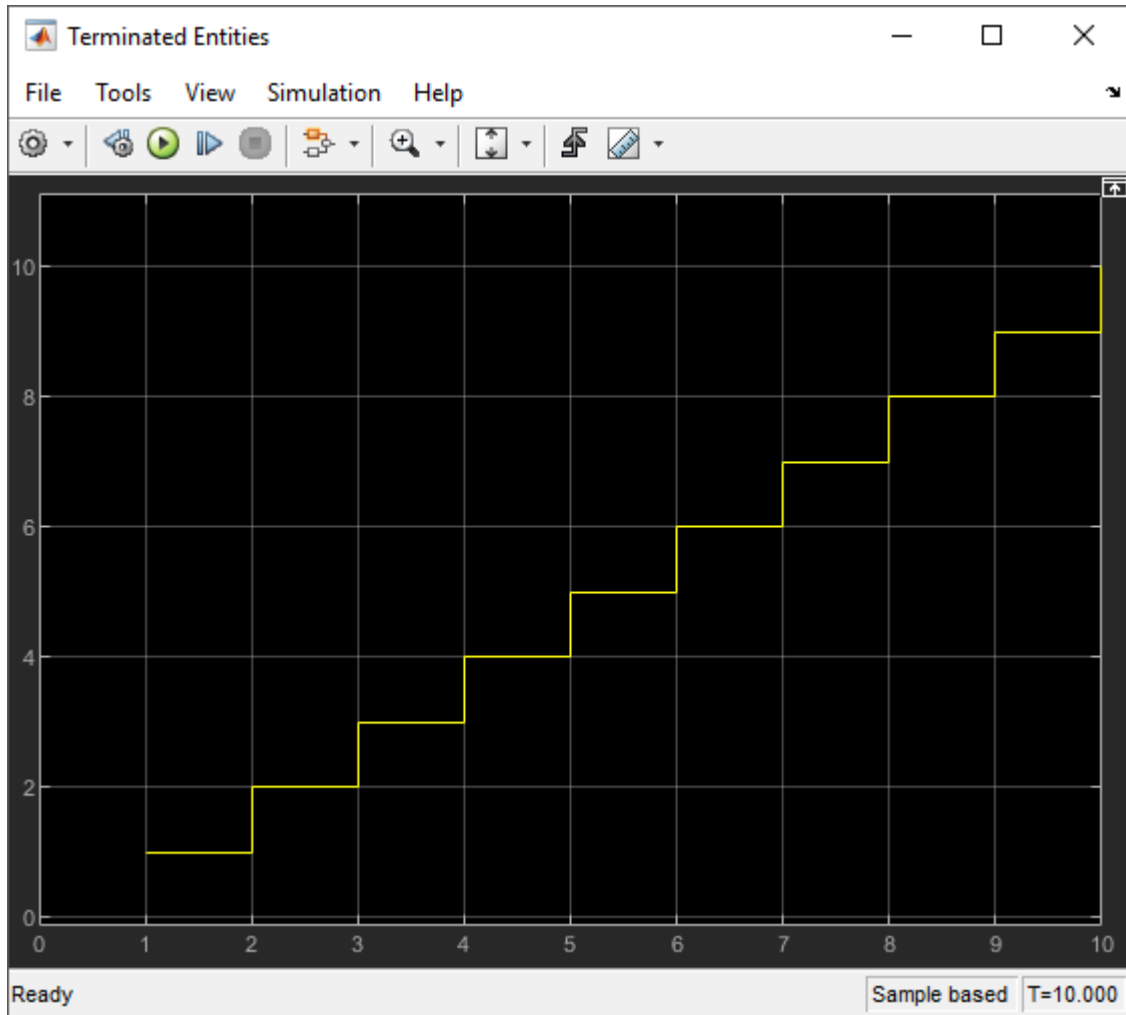 Terminated Entities
File Tools View Simulation Help
10
8
6
4
2
0
0 1 2 3 4 5 6 7 8 9 10
Ready Sample based T=10.000